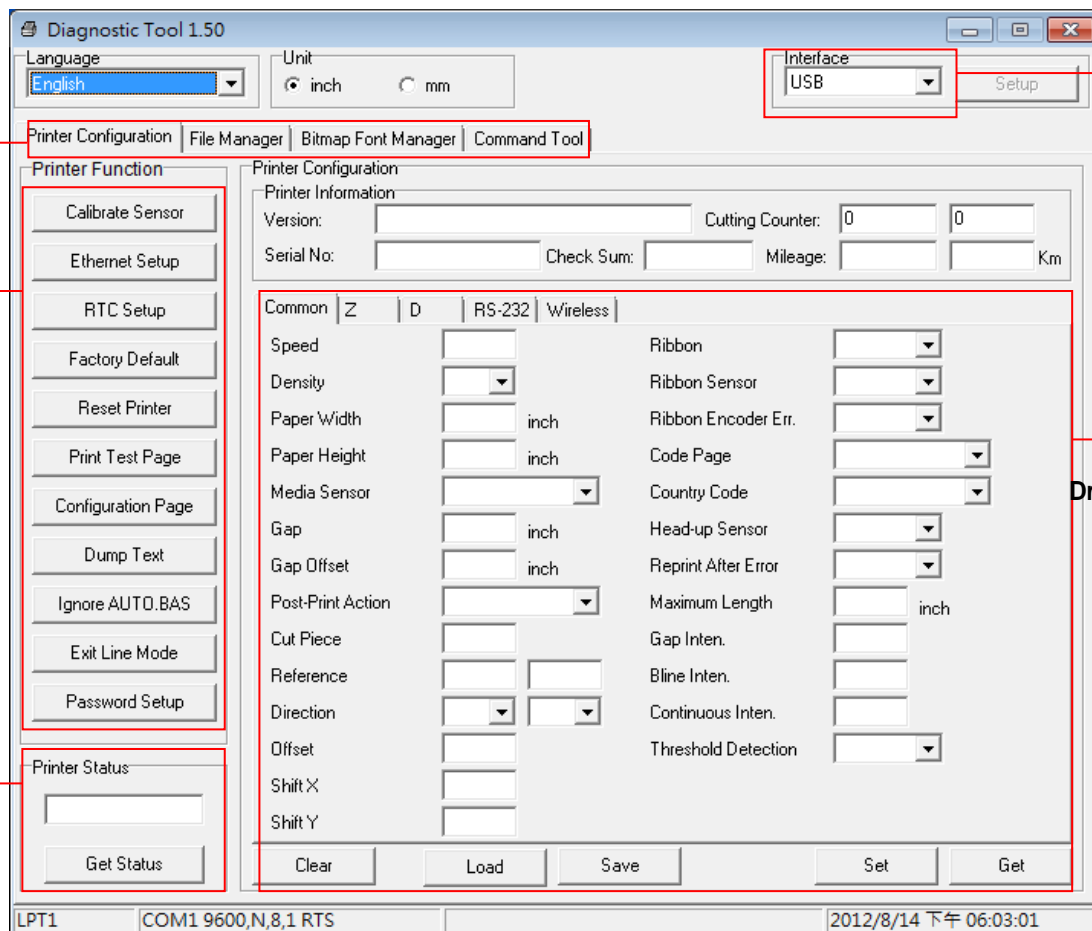 Diagnostic Tool 1.50
Language
English
Unit
inch
mm
Interface
USB
Setup
Printer Configuration
File Manager
Bitmap Font Manager
Command Tool
Printer Function
Calibrate Sensor
Ethernet Setup
RTC Setup
Factory Default
Reset Printer
Print Test Page
Configuration Page
Dump Text
Ignore AUTO.BAS
Exit Line Mode
Password Setup
Printer Status
Get Status
Printer Configuration
Printer Information
Version:
Cutting Counter: 0 0
Serial No:
Check Sum:
Mileage:
Km
Common Z D RS-232 Wireless
Speed
Density
Paper Width inch
Paper Height inch
Media Sensor
Gap inch
Gap Offset inch
Post-Print Action
Cut Piece
Reference
Direction
Offset
Shift X
Shift Y
Ribbon
Ribbon Sensor
Ribbon Encoder Err.
Code Page
Country Code
Head-up Sensor
Reprint After Error
Maximum Length inch
Gap Inten.
Bline Inten.
Continuous Inten.
Threshold Detection
Clear
Load
Save
Set
Get
LPT1
COM1 9600,N,8,1 RTS
2012/8/14 下午 06:03:01